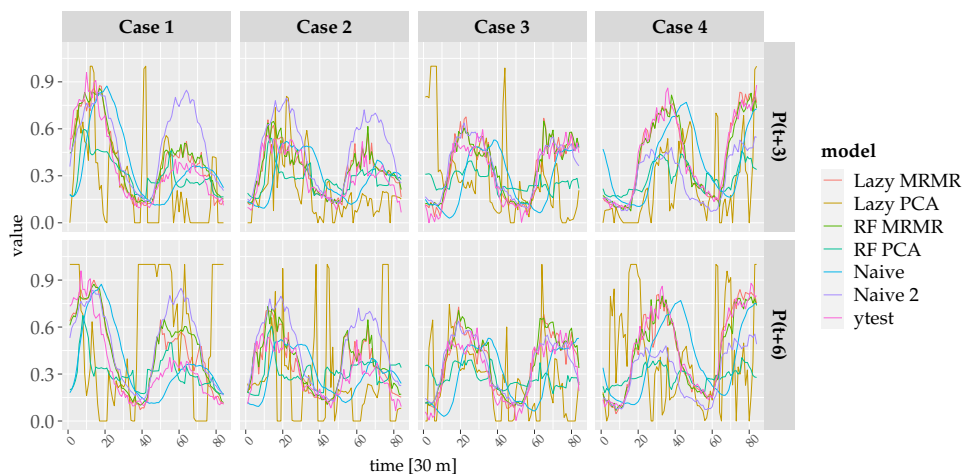 Case 1 Case 2 Case 3 Case 4
0.9
0.6
0.3
0.0
P(t+3)
0.9
0.6
0.3
0.0
P(t+6)
value
0 20 40 60 80 0 20 40 60 80 0 20 40 60 80 0 20 40 60 80
time [30 m]
model
Lazy MRMR
Lazy PCA
RF MRMR
RF PCA
Naive
Naive 2
ytest